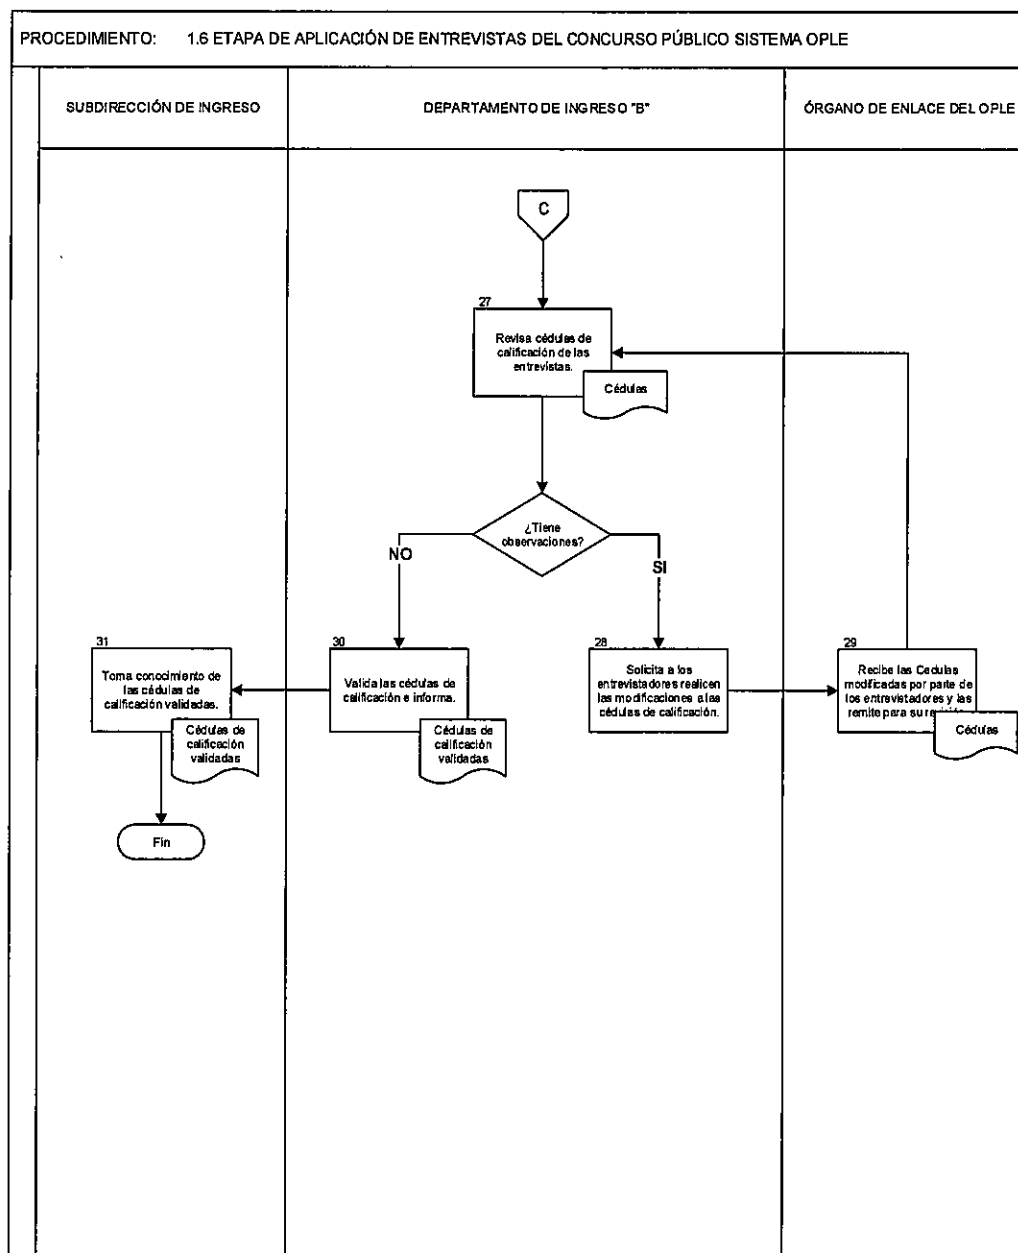 PROCEDIMIENTO: 1.6 ETAPA DE APLICACIÓN DE ENTREVISTAS DEL CONCURSO PÚBLICO SISTEMA OPLE
SUBDIRECCIÓN DE INGRESO
DEPARTAMENTO DE INGRESO "B"
ÓRGANO DE ENLACE DEL OPLE
C
27
Revisa cédulas de
calificación de las
entrevistas.
Cédulas
¿Tiene
observaciones?
NO
SI
31
Toma conocimiento de
las cédulas de
calificación validadas.
Cédulas de
calificación
validadas
30
Valida las cédulas de
calificación e informa.
Cédulas de
calificación
validadas
28
Solicita a los
entrevistadores realicen
las modificaciones a las
cédulas de calificación.
29
Recibe las Cedulas
modificadas por parte de
los entrevistadores y las
remite para su revisión.
Cédulas
Fin